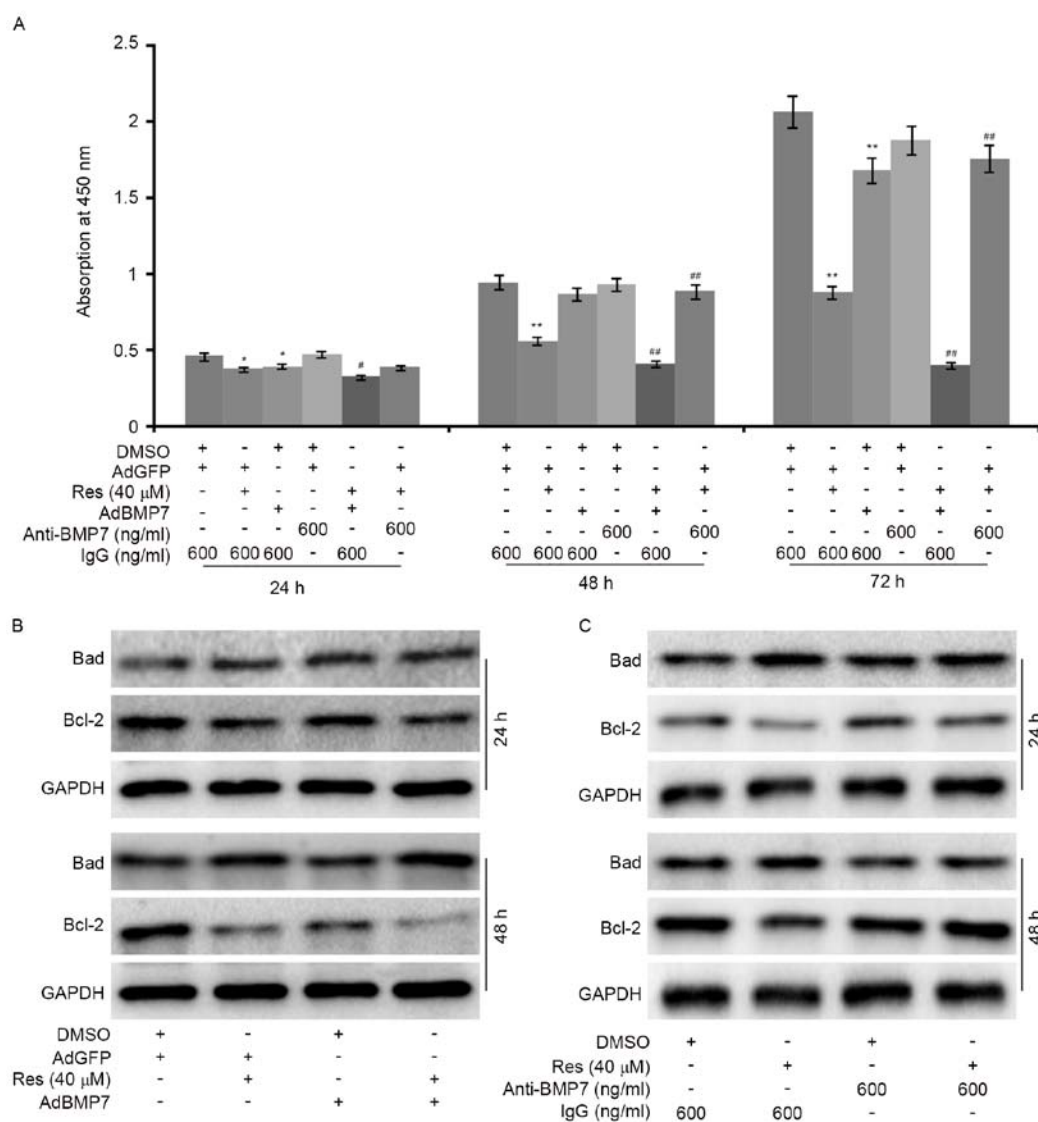 A
2.5
2
1.5
1
0.5
0
Absorption at 450 nm
* * #
** ## ##
** ** ## ##
DMSO + - + + - - + - + + - - + - + + - -
AdGFP + + - + - + + + - + - + + + - + - +
Res (40 μM) - + - - + + - + - - + + - + - - + +
AdBMP7 - - + - + - - - + - + - - - + - + -
Anti-BMP7 (ng/ml) - - - 600 - 600 - - - 600 - 600 - - - 600 - 600
IgG (ng/ml) 600 600 600 - 600 - 600 600 600 - 600 - 600 600 600 - 600 -
24 h 48 h 72 h
B
Bad
Bcl-2
GAPDH
24 h
Bad
Bcl-2
GAPDH
48 h
DMSO + - + -
AdGFP + + - -
Res (40 μM) - + - +
AdBMP7 - - + +
C
Bad
Bcl-2
GAPDH
24 h
Bad
Bcl-2
GAPDH
48 h
DMSO + - + -
Res (40 μM) - + - +
Anti-BMP7 (ng/ml) - - 600 600
IgG (ng/ml) 600 600 - -